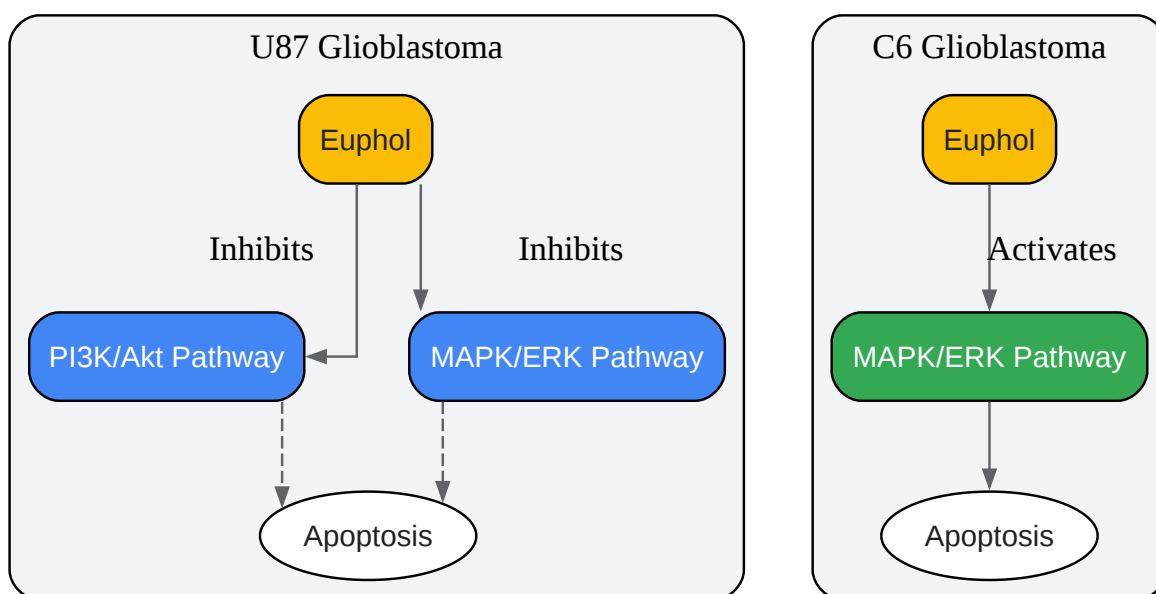 U87 Glioblastoma
Euphol
Inhibits
Inhibits
PI3K/Akt Pathway
MAPK/ERK Pathway
Apoptosis
C6 Glioblastoma
Euphol
Activates
MAPK/ERK Pathway
Apoptosis